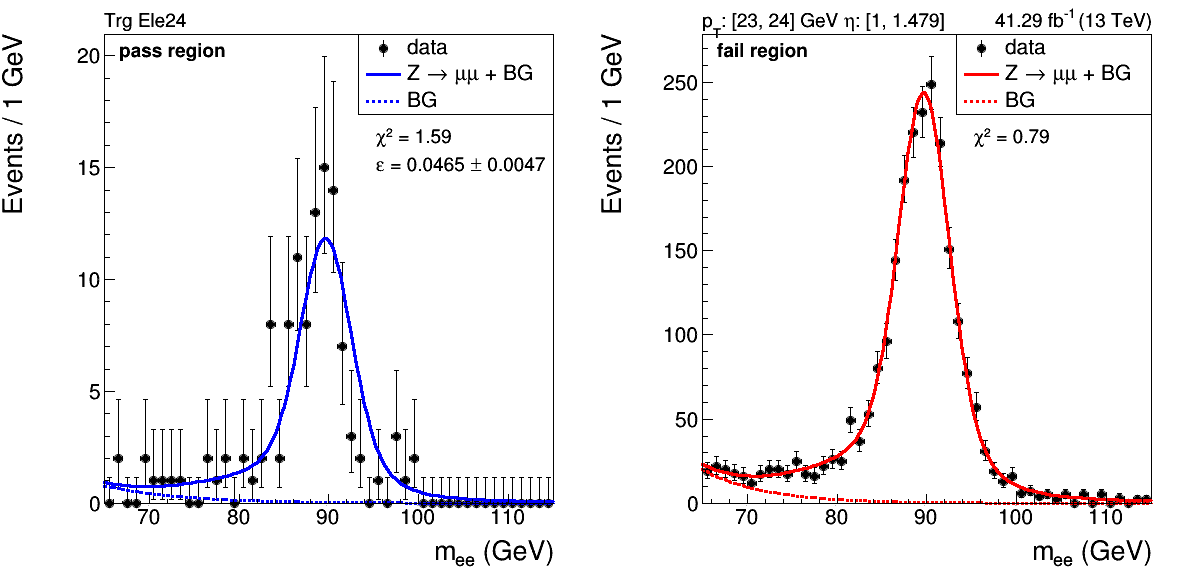 Trg Ele24
pass region
data
Z → μμ + BG
BG
χ² = 1.59
ε = 0.0465 ± 0.0047
Events / 1 GeV
20
15
10
5
0
70 80 90 100 110
m_ee (GeV)
p_T: [23, 24] GeV η: [1, 1.479] 41.29 fb⁻¹ (13 TeV)
fail region
data
Z → μμ + BG
BG
χ² = 0.79
Events / 1 GeV
250
200
150
100
50
0
70 80 90 100 110
m_ee (GeV)